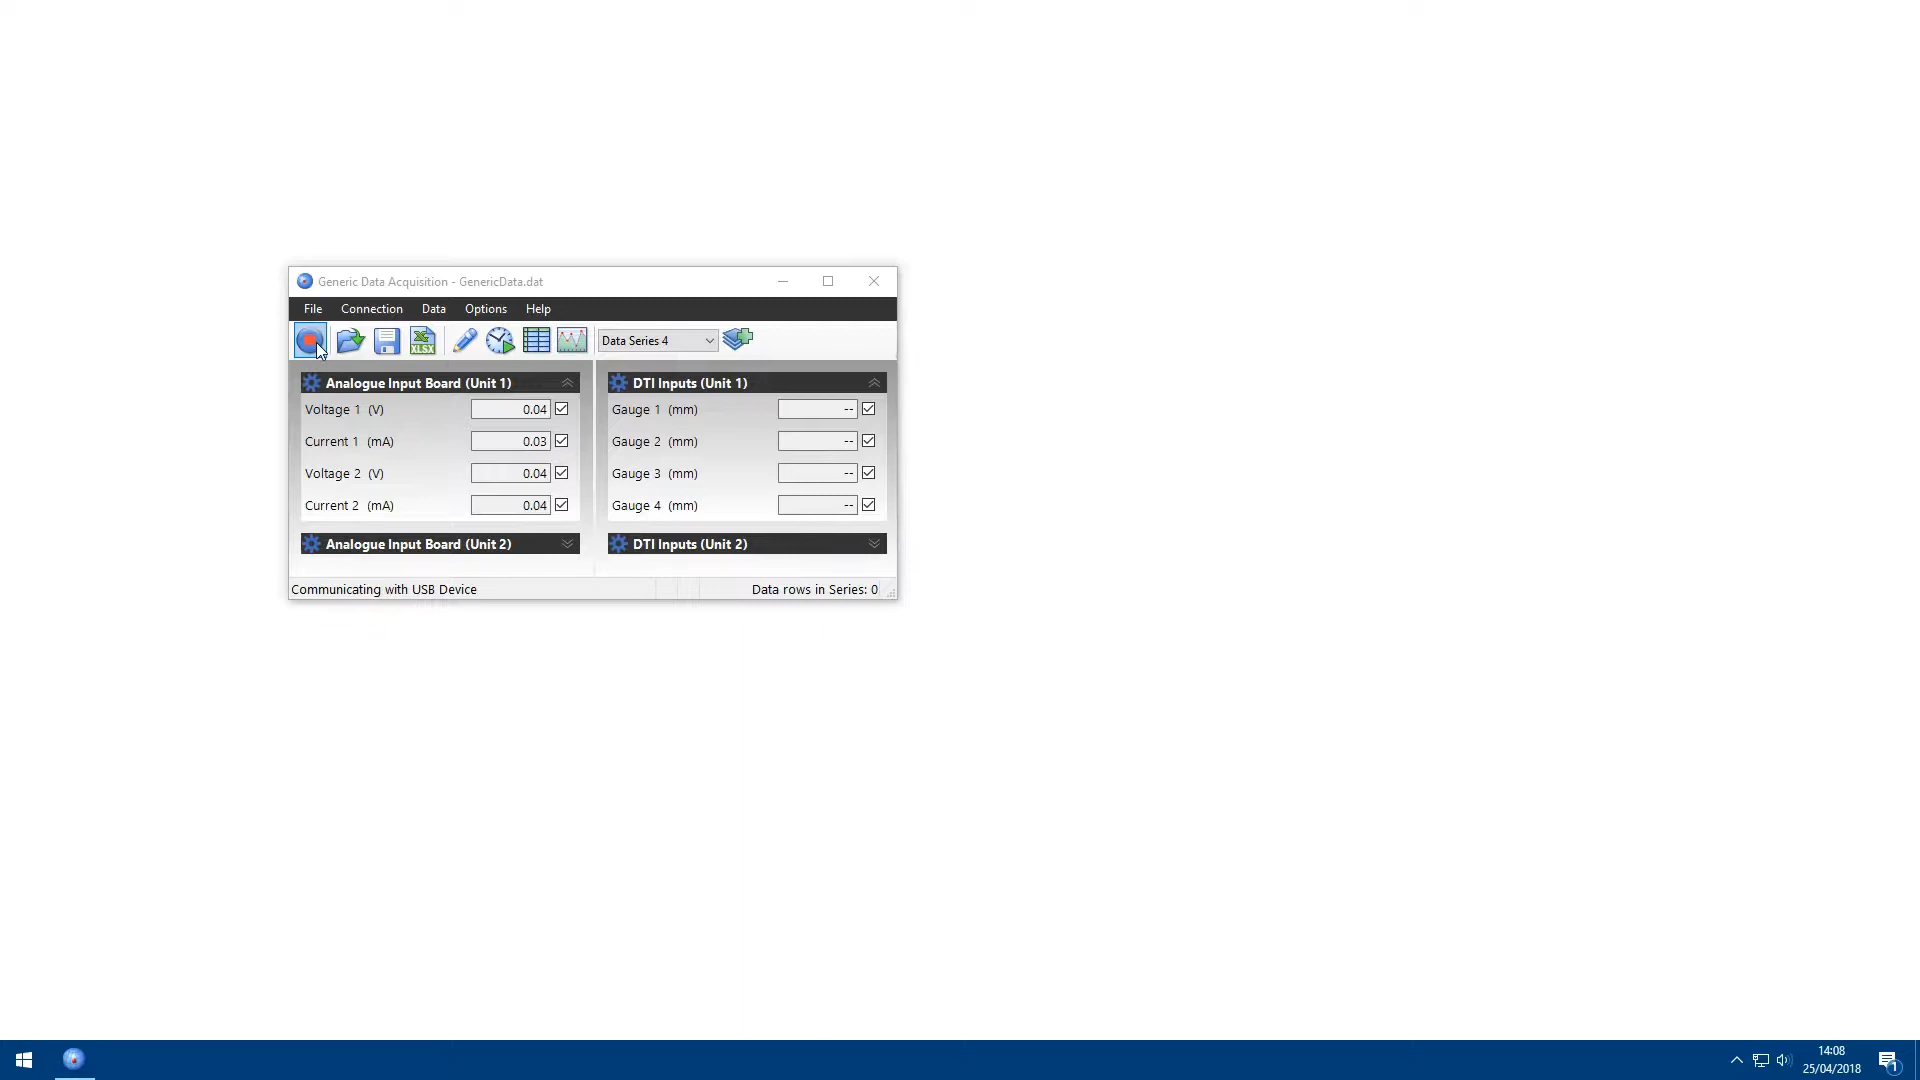 Generic Data Acquisition - GenericData.dat
File Connection Data Options Help
XLSX
Data Series 4
Analogue Input Board (Unit 1)
Voltage 1 (V) 0.04
Current 1 (mA) 0.03
Voltage 2 (V) 0.04
Current 2 (mA) 0.04
Analogue Input Board (Unit 2)
DTI Inputs (Unit 1)
Gauge 1 (mm) --
Gauge 2 (mm) --
Gauge 3 (mm) --
Gauge 4 (mm) --
DTI Inputs (Unit 2)
Communicating with USB Device
Data rows in Series: 0
14:08
25/04/2018
1